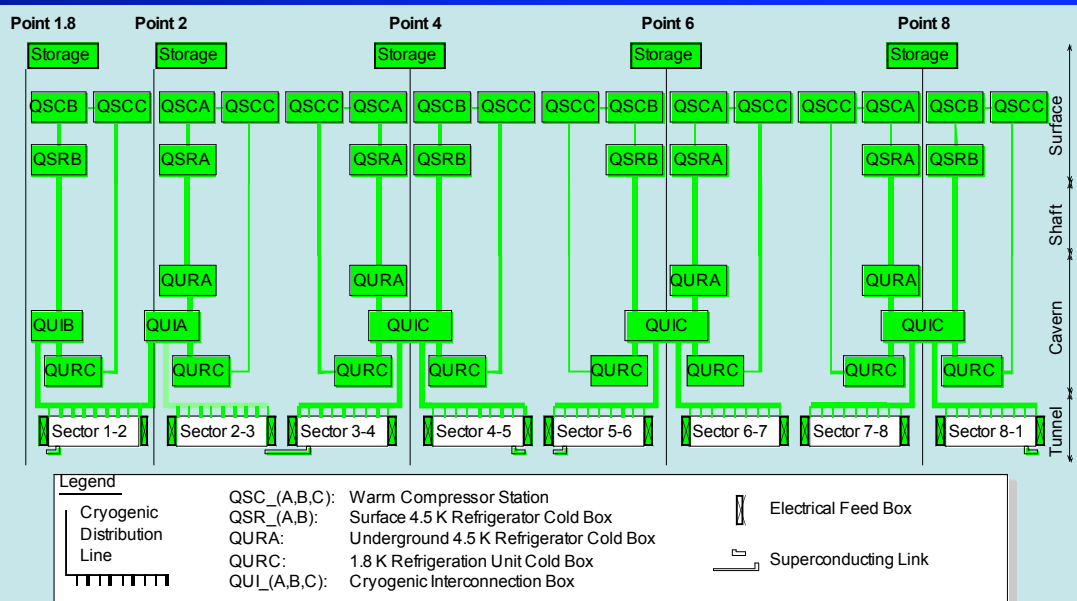 Point 1.8 Point 2 Point 4 Point 6 Point 8
Storage Storage Storage Storage Storage
QSCB QSCC QSCA QSCC QSCC QSCA QSCB QSCC QSCC QSCB QSCA QSCC QSCC QSCA QSCB QSCC
Surface
QSRB QSRA QSRA QSRB QSRB QSRA QSRA QSRB
Shaft
QURA QURA QURA QURA
Cavern
QUIB QUIA QUIC QUIC QUIC
QURC QURC QURC QURC QURC QURC QURC QURC
Tunnel
Sector 1-2 Sector 2-3 Sector 3-4 Sector 4-5 Sector 5-6 Sector 6-7 Sector 7-8 Sector 8-1
Legend
Cryogenic
Distribution
Line
QSC_(A,B,C): Warm Compressor Station
QSR_(A,B): Surface 4.5 K Refrigerator Cold Box
QURA: Underground 4.5 K Refrigerator Cold Box
QURC: 1.8 K Refrigeration Unit Cold Box
QUI_(A,B,C): Cryogenic Interconnection Box
Electrical Feed Box
Superconducting Link